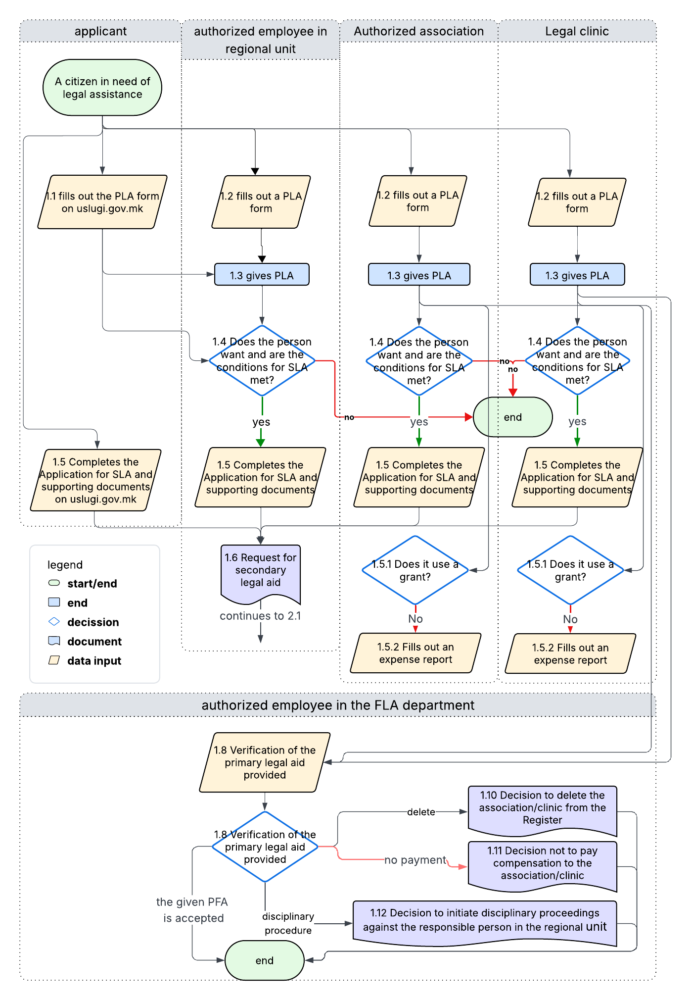 applicant
authorized employee in
regional unit
Authorized association
Legal clinic
A citizen in need of
legal assistance
1.1 fills out the PLA form
on uslugi.gov.mk
1.2 fills out a PLA
form
1.2 fills out a PLA
form
1.2 fills out a PLA
form
1.3 gives PLA
1.3 gives PLA
1.3 gives PLA
1.4 Does the person
want and are the
conditions for SLA
met?
1.4 Does the person
want and are the
conditions for SLA
met?
1.4 Does the person
want and are the
conditions for SLA
met?
no
no
no
yes
yes
yes
end
1.5 Completes the
Application for SLA and
supporting documents
on uslugi.gov.mk
1.5 Completes the
Application for SLA and
supporting documents
1.5 Completes the
Application for SLA and
supporting documents
1.5 Completes the
Application for SLA and
supporting documents
1.6 Request for
secondary
legal aid
continues to 2.1
1.5.1 Does it use a
grant?
1.5.1 Does it use a
grant?
No
No
1.5.2 Fills out an
expense report
1.5.2 Fills out an
expense report
legend
start/end
end
decission
document
data input
authorized employee in the FLA department
1.8 Verification of the
primary legal aid
provided
1.8 Verification of the
primary legal aid
provided
delete
1.10 Decision to delete the
association/clinic from the
Register
no payment
1.11 Decision not to pay
compensation to the
association/clinic
the given PFA
is accepted
disciplinary
procedure
1.12 Decision to initiate disciplinary proceedings
against the responsible person in the regional unit
end